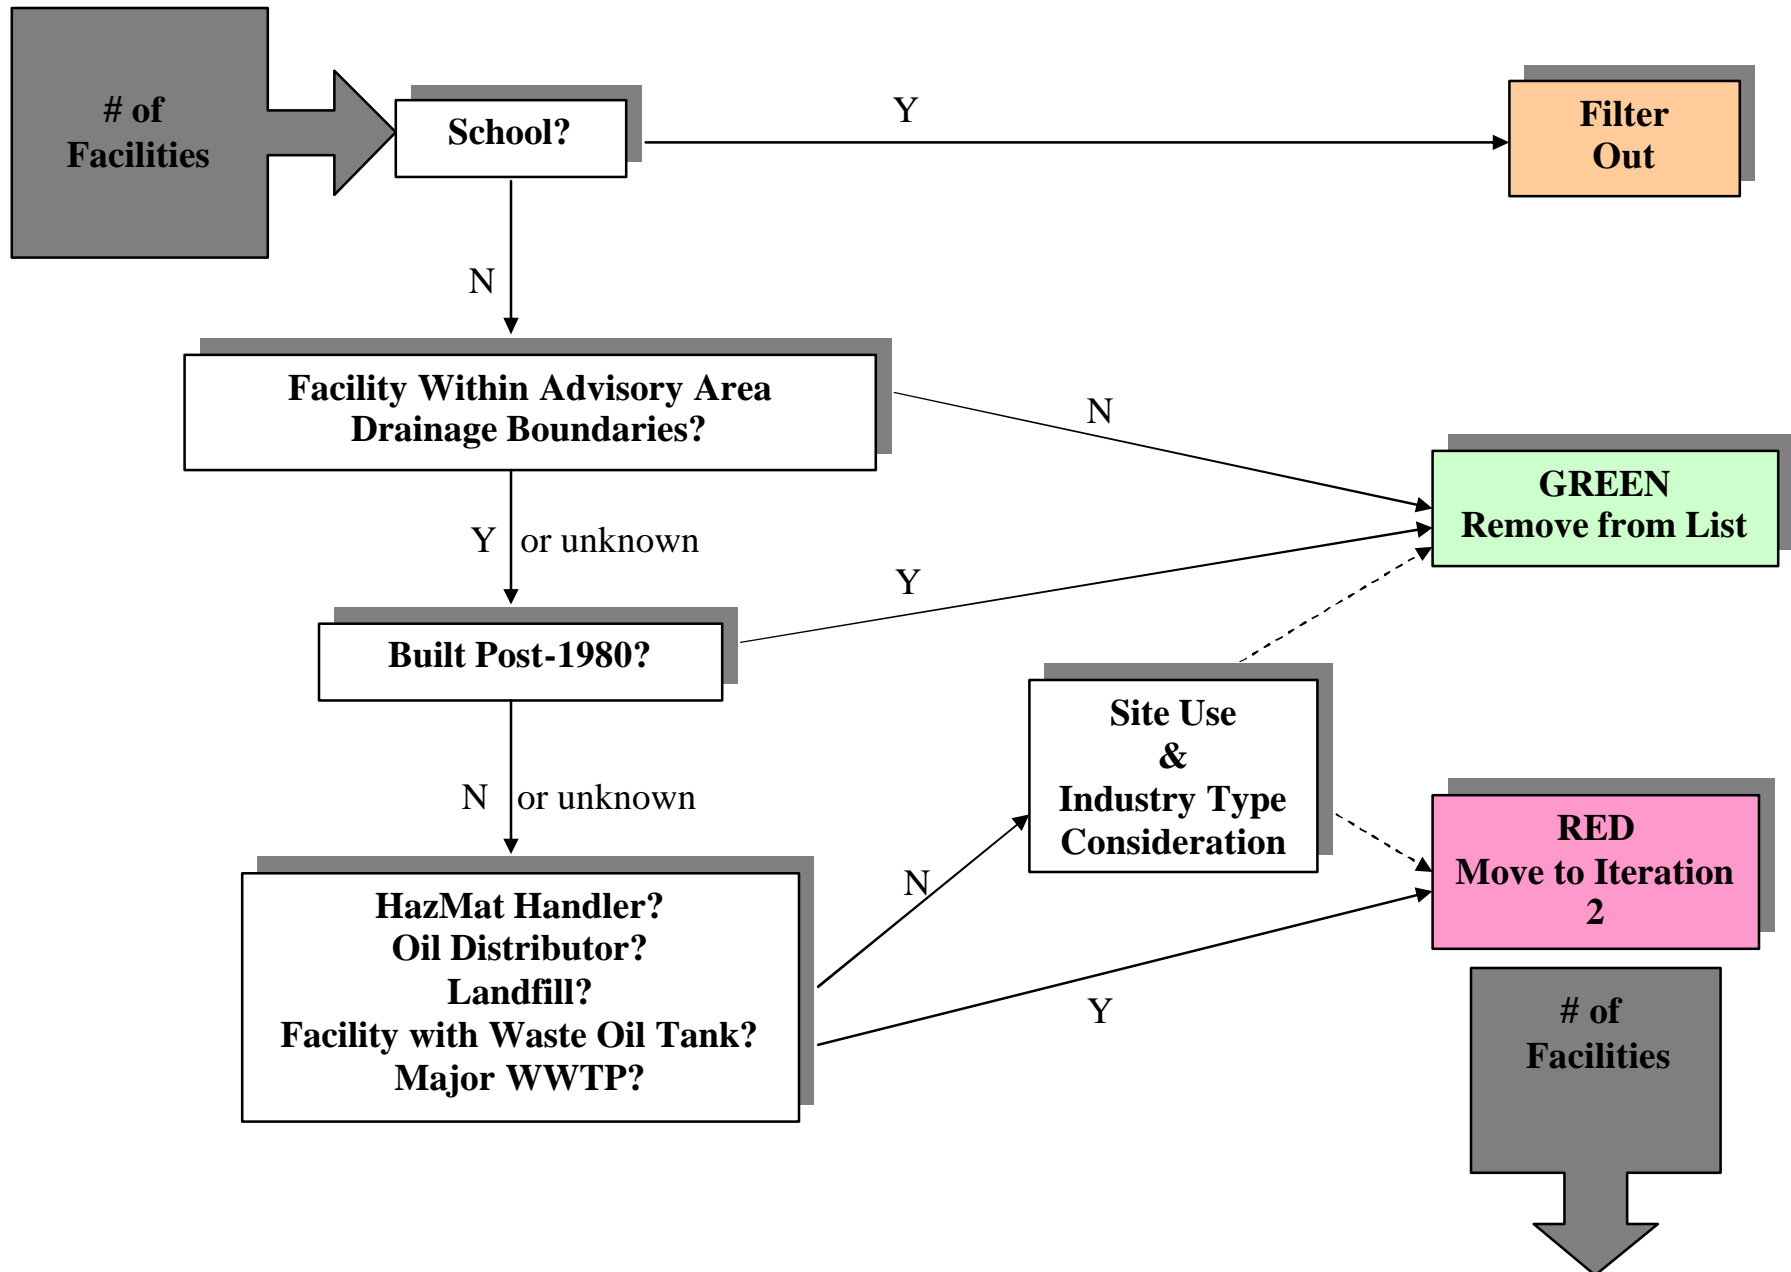 # of
Facilities
School?
Y
Filter
Out
N
Facility Within Advisory Area
Drainage Boundaries?
N
GREEN
Remove from List
Y or unknown
Y
Built Post-1980?
Site Use
&
Industry Type
Consideration
N or unknown
RED
Move to Iteration
2
HazMat Handler?
Oil Distributor?
Landfill?
Facility with Waste Oil Tank?
Major WWTP?
N
Y
# of
Facilities